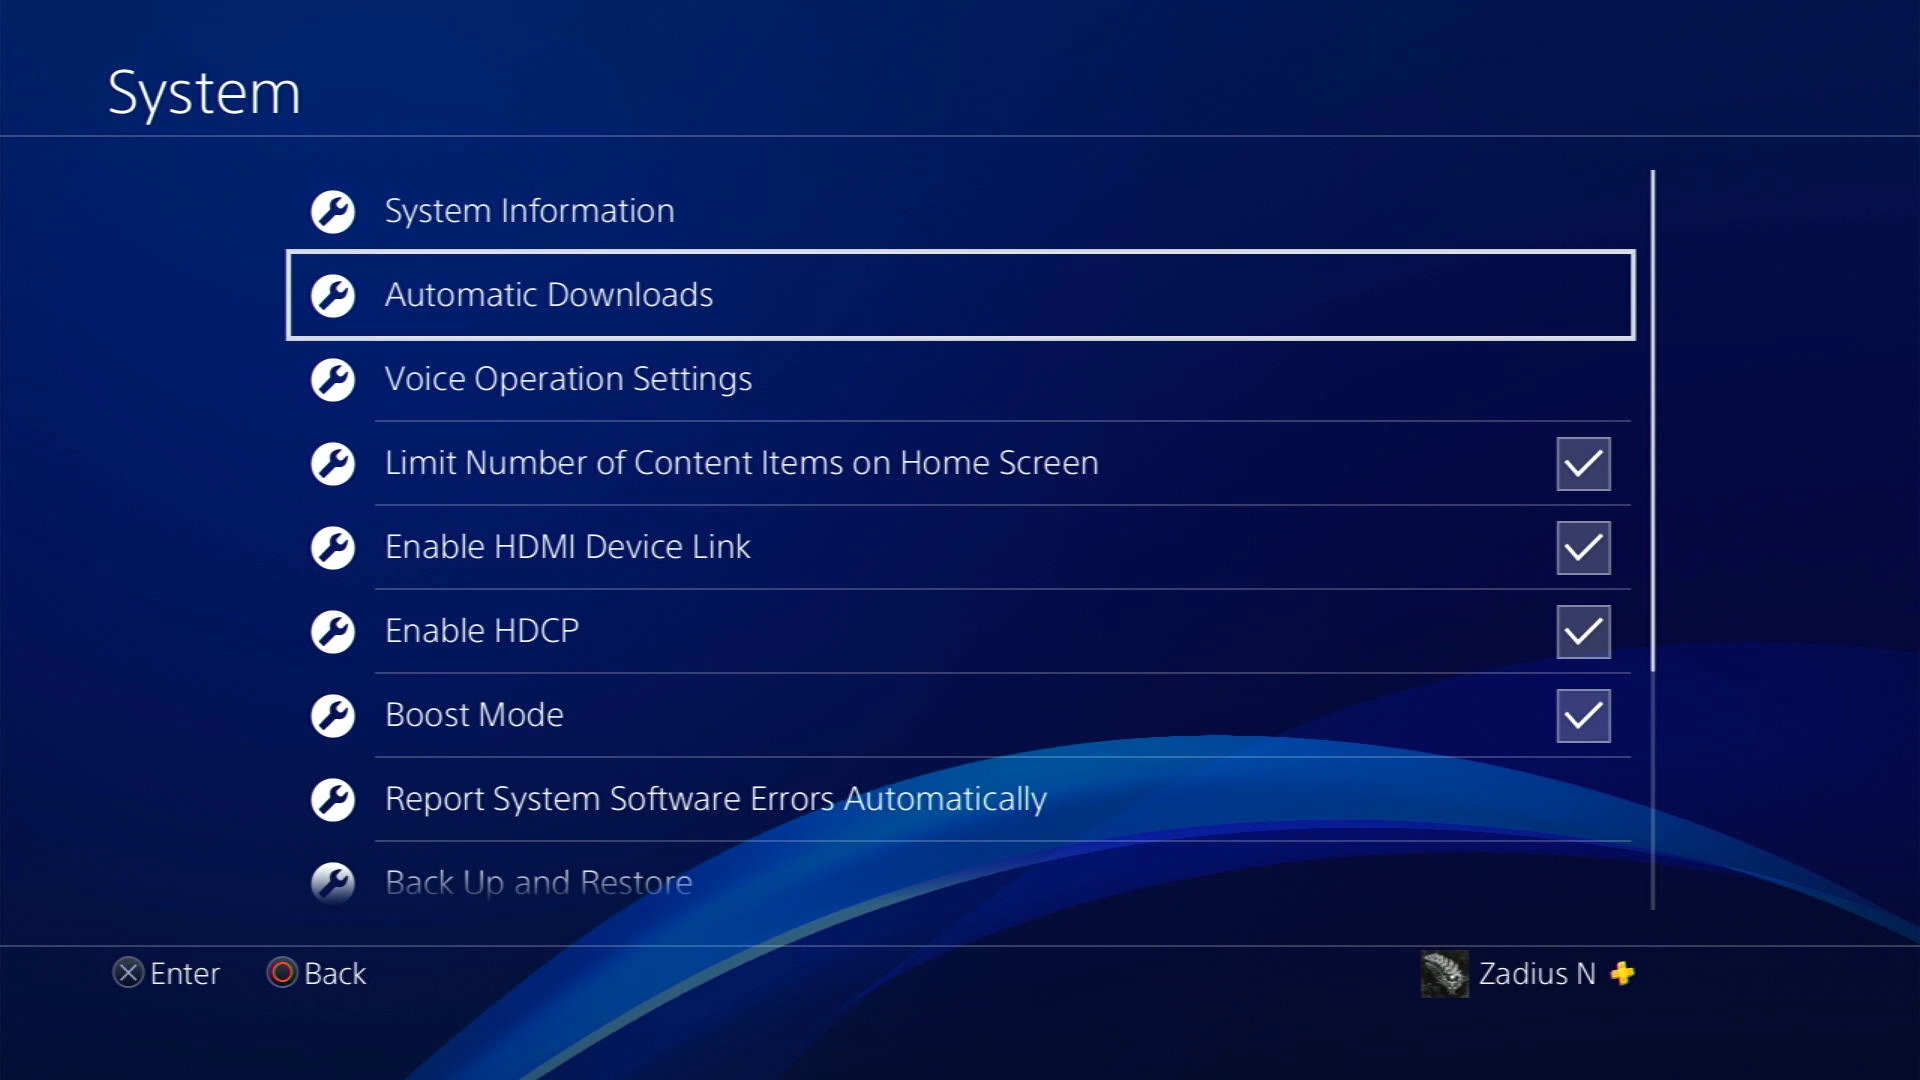 System
System Information
Automatic Downloads
Voice Operation Settings
Limit Number of Content Items on Home Screen
Enable HDMI Device Link
Enable HDCP
Boost Mode
Report System Software Errors Automatically
Back Up and Restore
Enter Back Zadius N